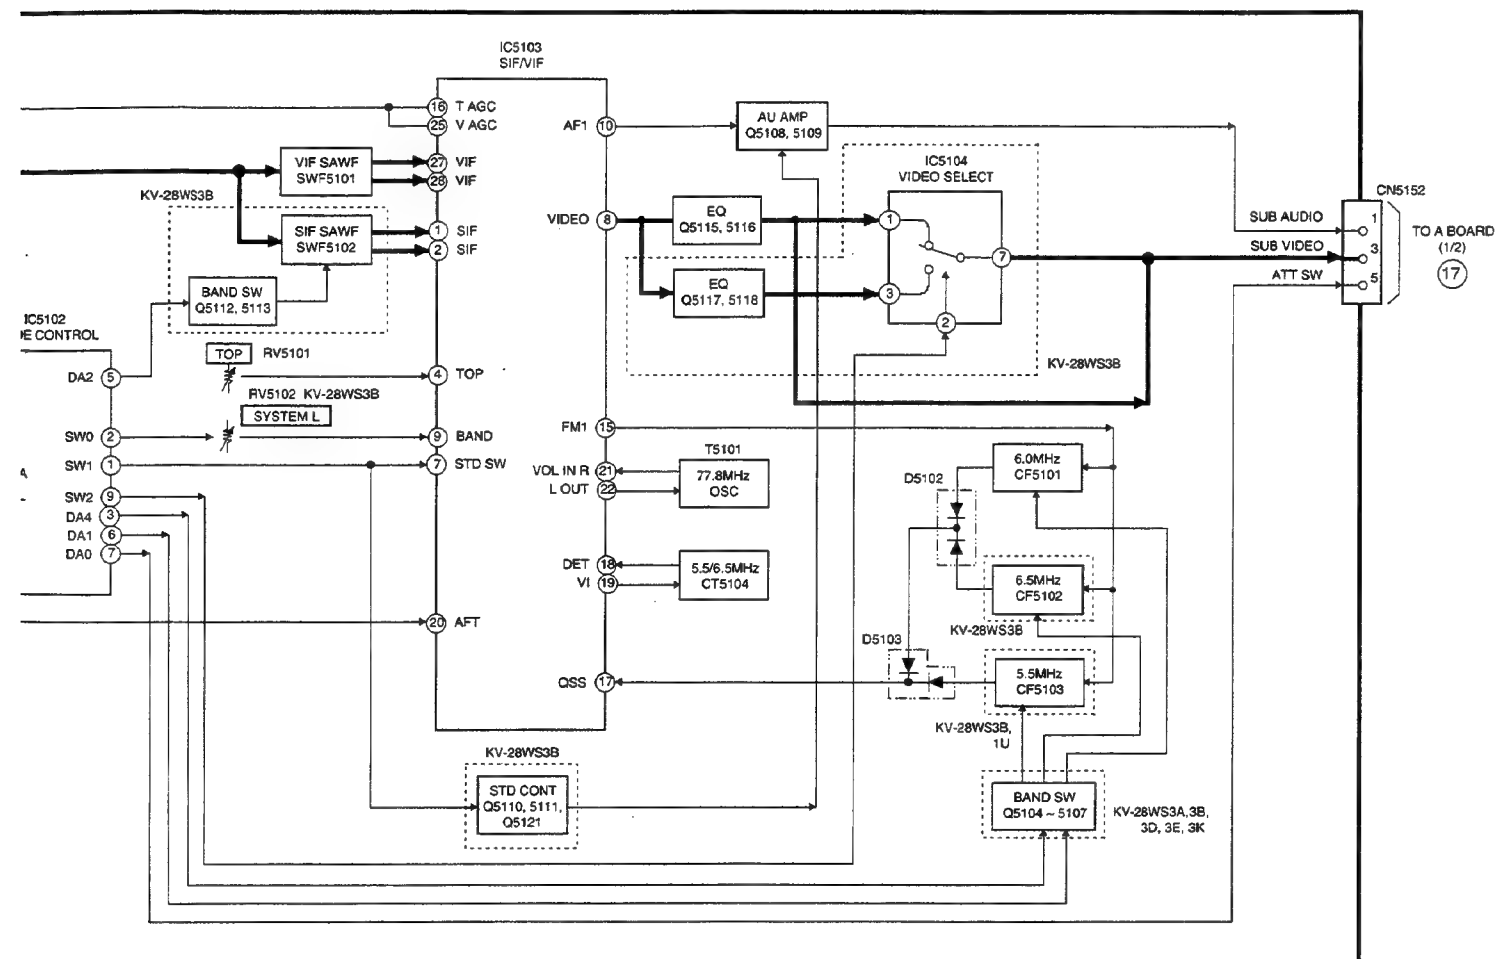 IC5103
SIF/VIF
16 T AGC
25 V AGC
AF1 10
AU AMP
Q5108, 5109
VIF SAWF
SWF5101
27 VIF
28 VIF
KV-28WS3B
SIF SAWF
SWF5102
1 SIF
2 SIF
BAND SW
Q5112, 5113
VIDEO 8
EQ
Q5115, 5116
EQ
Q5117, 5118
IC5104
VIDEO SELECT
1
3
2
7
KV-28WS3B
CN5152
SUB AUDIO 1
SUB VIDEO 3
ATT SW 5
TO A BOARD
(1/2)
17
IC5102
E CONTROL
TOP RV5101
DA2 5
4 TOP
RV5102 KV-28WS3B
SYSTEM L
SW0 2
9 BAND
SW1 1
7 STD SW
SW2 9
DA4 3
DA1 6
DA0 7
FM1 15
VOL IN R 21
L OUT 22
T5101
77.8MHz
OSC
DET 18
VI 19
5.5/6.5MHz
CT5104
20 AFT
QSS 17
D5102
6.0MHz
CF5101
6.5MHz
CF5102
KV-28WS3B
D5103
5.5MHz
CF5103
KV-28WS3B,
1U
KV-28WS3B
STD CONT
Q5110, 5111,
Q5121
BAND SW
Q5104 ~ 5107
KV-28WS3A,3B,
3D, 3E, 3K